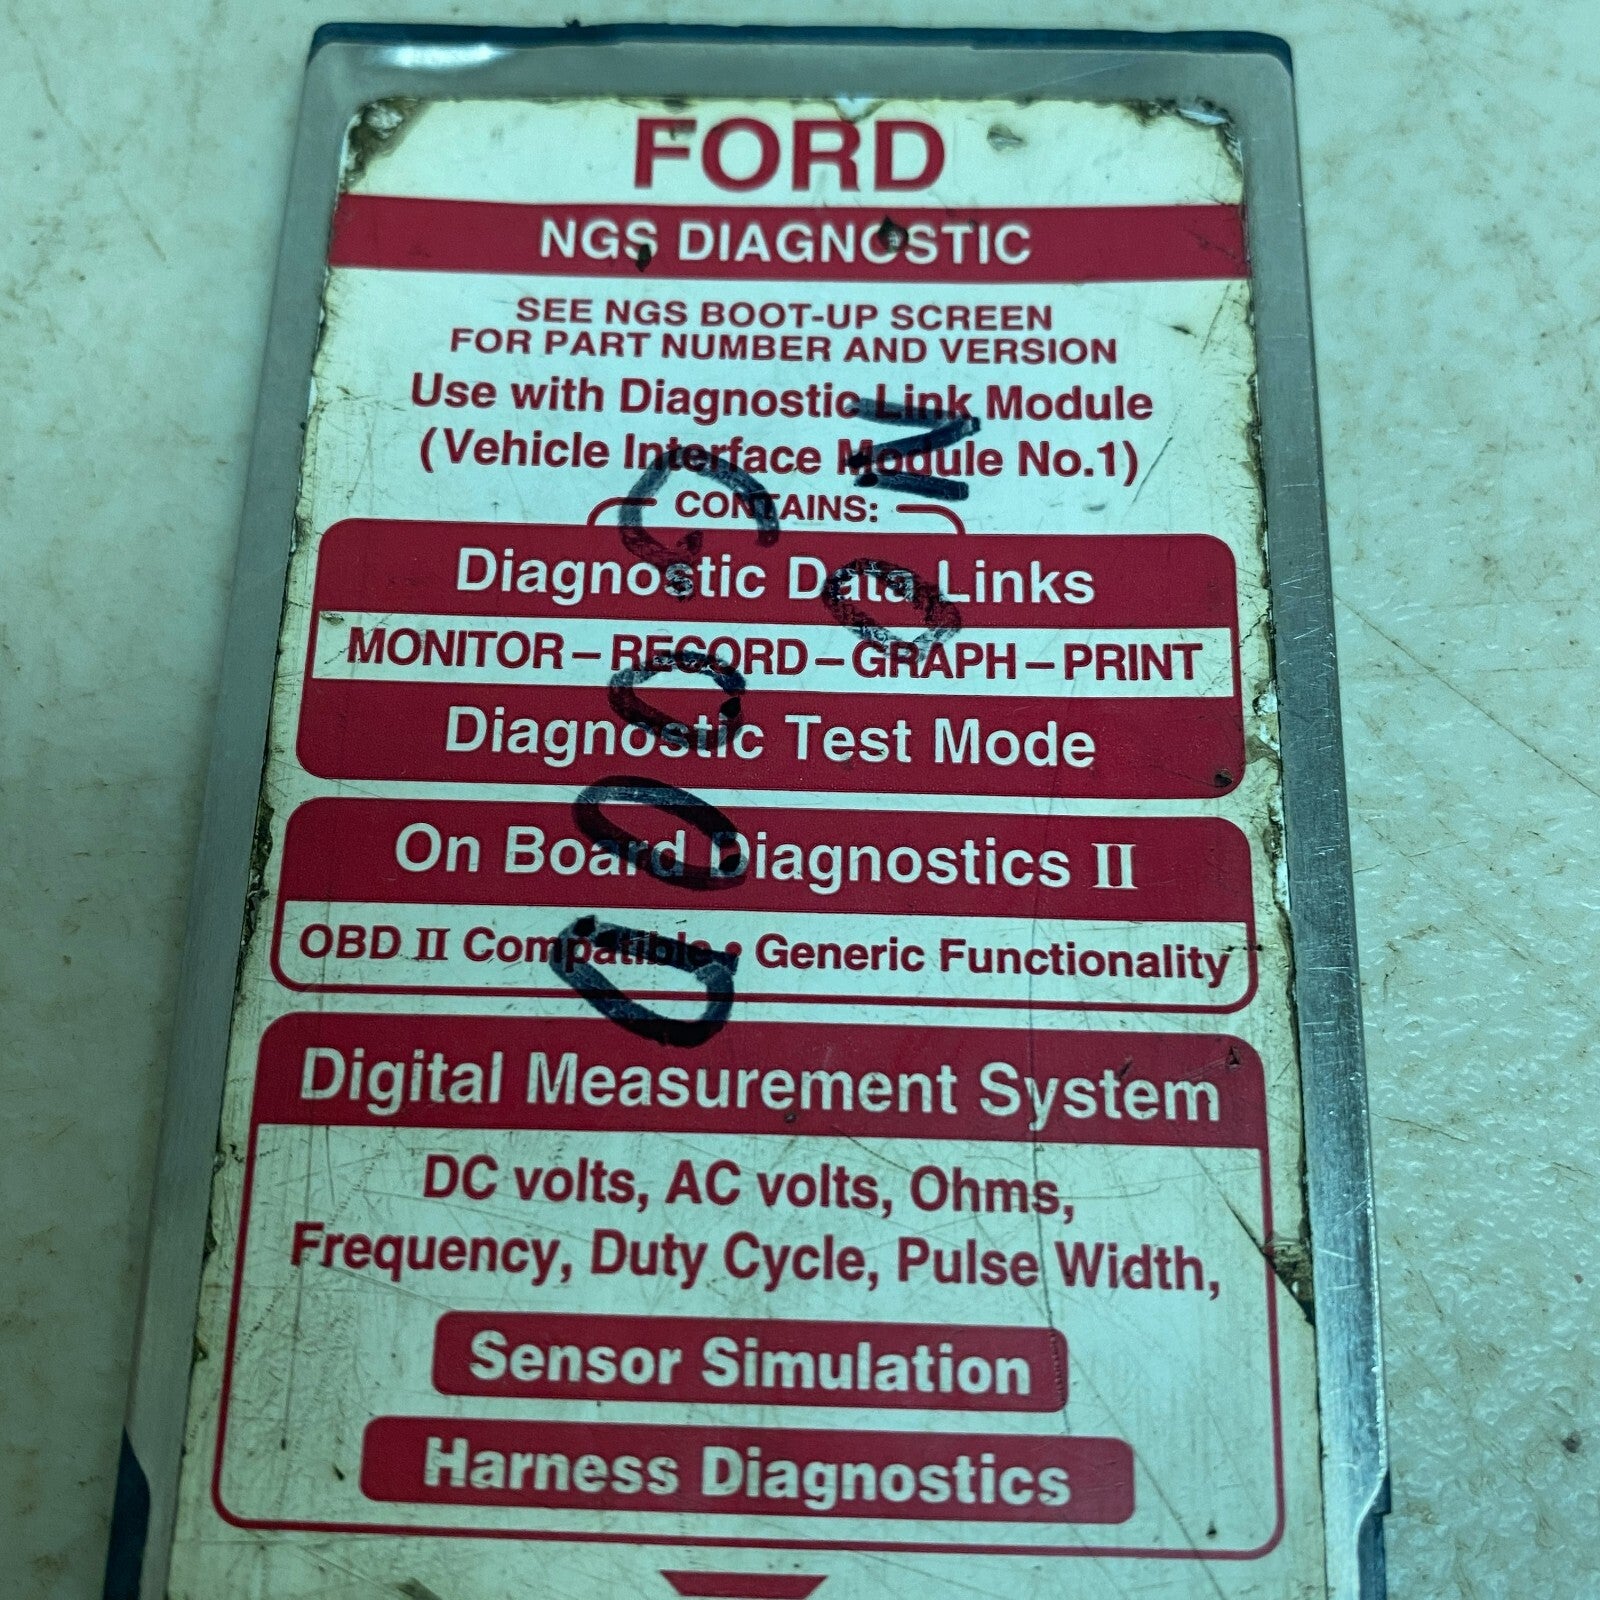 FORD
NGS DIAGNOSTIC
SEE NGS BOOT-UP SCREEN
FOR PART NUMBER AND VERSION
Use with Diagnostic Link Module
(Vehicle Interface Module No.1)
CONTAINS:
Diagnostic Data Links
MONITOR – RECORD – GRAPH – PRINT
Diagnostic Test Mode
On Board Diagnostics II
OBD II Compatible • Generic Functionality
Digital Measurement System
DC volts, AC volts, Ohms,
Frequency, Duty Cycle, Pulse Width,
Sensor Simulation
Harness Diagnostics